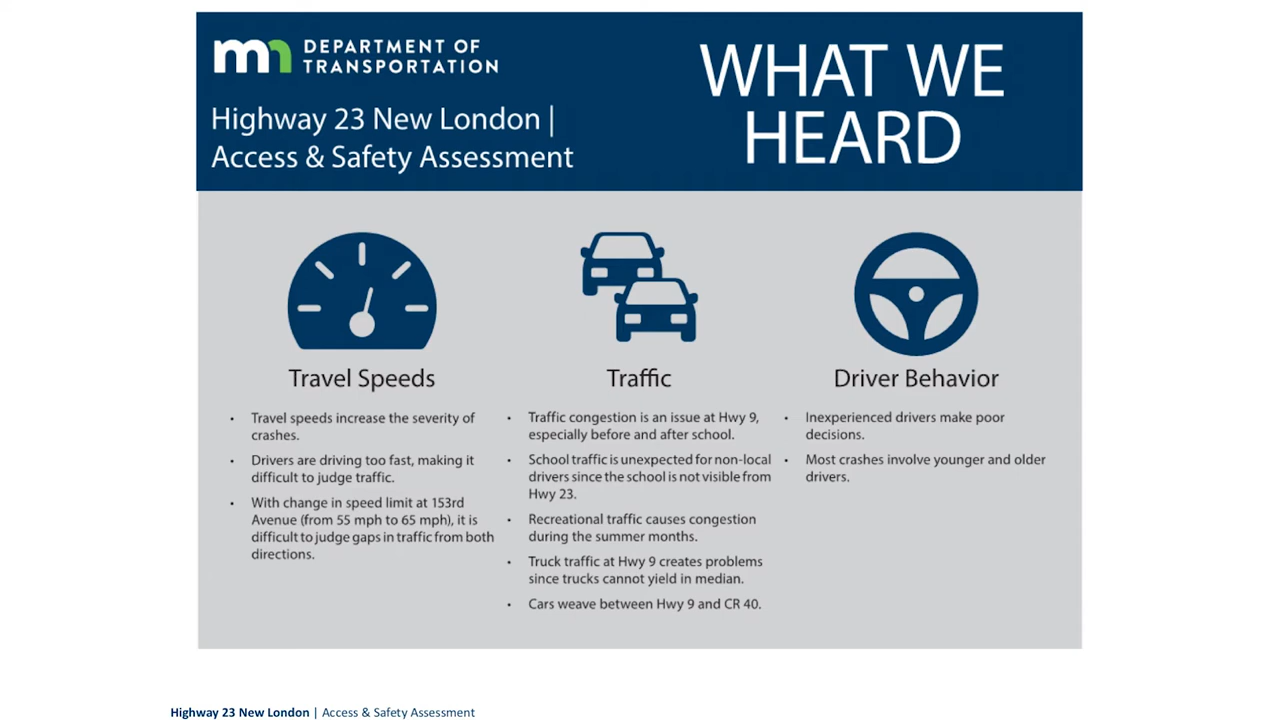 mn DEPARTMENT OF
TRANSPORTATION
Highway 23 New London |
Access & Safety Assessment
WHAT WE
HEARD
Travel Speeds
• Travel speeds increase the severity of
crashes.
• Drivers are driving too fast, making it
difficult to judge traffic.
• With change in speed limit at 153rd
Avenue (from 55 mph to 65 mph), it is
difficult to judge gaps in traffic from both
directions.
Traffic
• Traffic congestion is an issue at Hwy 9,
especially before and after school.
• School traffic is unexpected for non-local
drivers since the school is not visible from
Hwy 23.
• Recreational traffic causes congestion
during the summer months.
• Truck traffic at Hwy 9 creates problems
since trucks cannot yield in median.
• Cars weave between Hwy 9 and CR 40.
Driver Behavior
• Inexperienced drivers make poor
decisions.
• Most crashes involve younger and older
drivers.
Highway 23 New London | Access & Safety Assessment